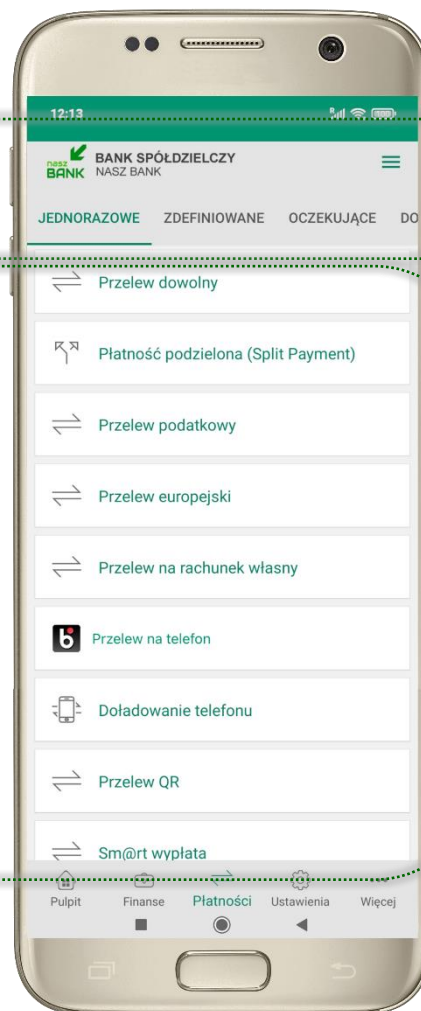 12:13
nasz
BANK
BANK SPÓŁDZIELCZY
NASZ BANK
JEDNORAZOWE ZDEFINIOWANE OCZEKUJĄCE DO
Przelew dowolny
Płatność podzielona (Split Payment)
Przelew podatkowy
Przelew europejski
Przelew na rachunek własny
Przelew na telefon
Doładowanie telefonu
Przelew QR
Sm@rt wypłata
Pulpit Finanse Płatności Ustawienia Więcej